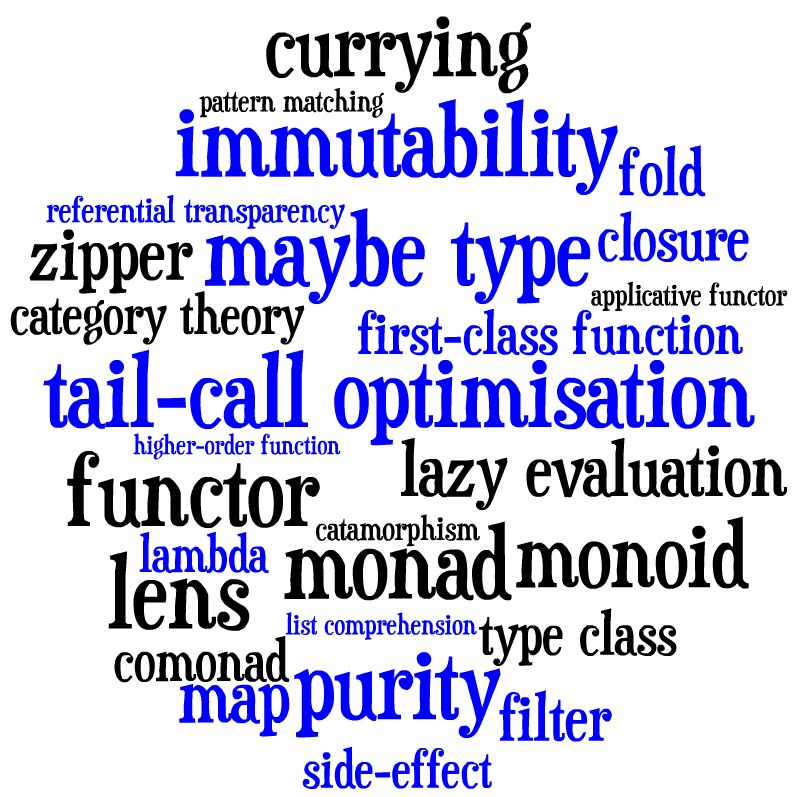 currying
pattern matching
immutability
fold
referential transparency
zipper
maybe type
closure
applicative functor
category theory
first-class function
tail-call optimisation
higher-order function
lazy evaluation
functor
catamorphism
lambda
monad
monoid
lens
list comprehension
type class
comonad
map
purity
filter
side-effect